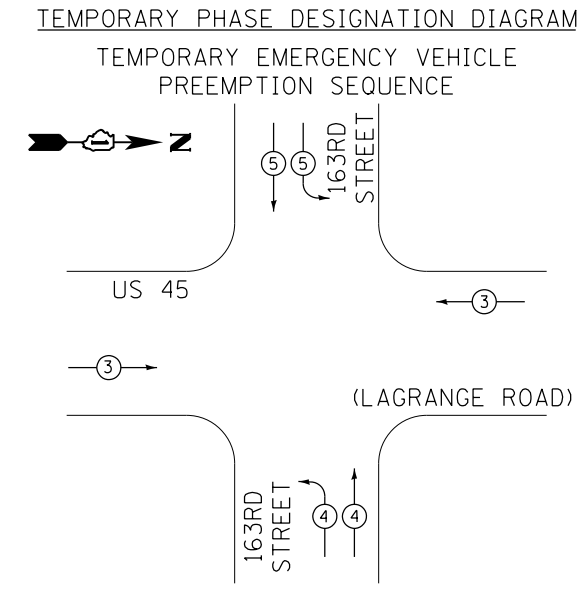 TEMPORARY PHASE DESIGNATION DIAGRAM
TEMPORARY EMERGENCY VEHICLE
PREEMPTION SEQUENCE
N
5
5
163RD
STREET
US 45
3
3
(LAGRANGE ROAD)
163RD
STREET
4
4